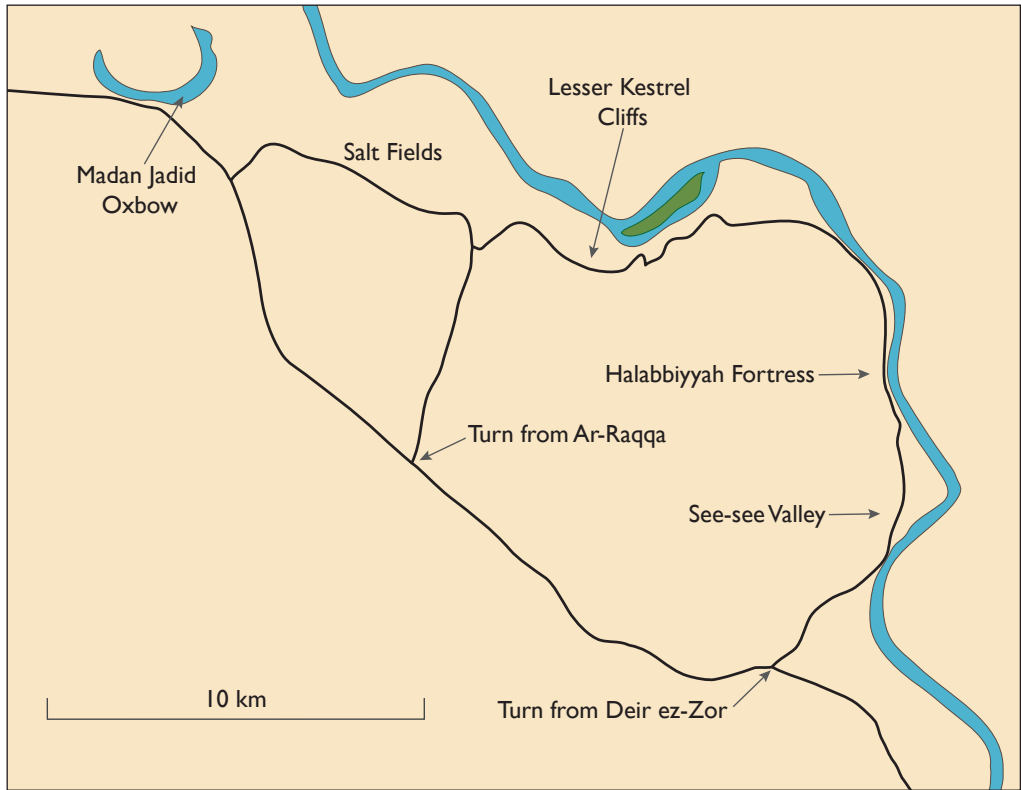 Lesser Kestrel
Cliffs
Salt Fields
Madan Jadid
Oxbow
Halabbiyyah Fortress
Turn from Ar-Raqqa
See-see Valley
10 km
Turn from Deir ez-Zor